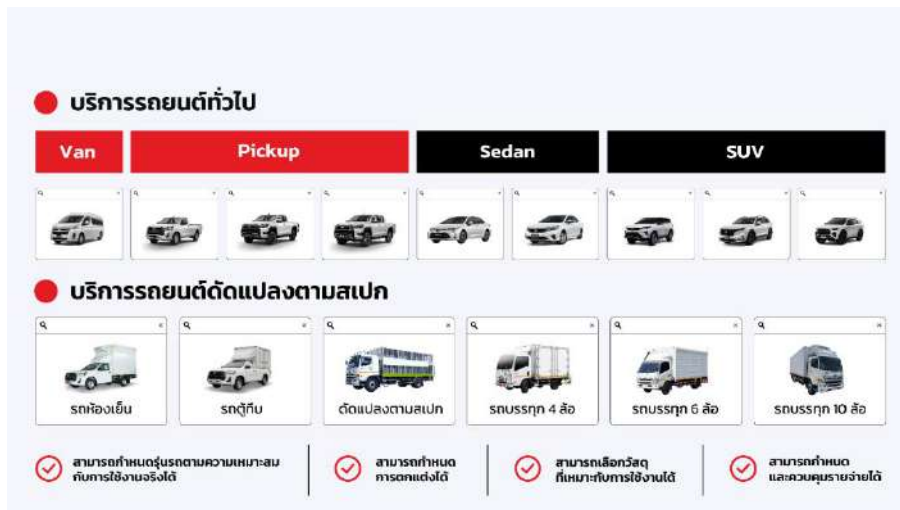 บริการรถยนต์ทั่วไป
Van Pickup Sedan SUV
บริการรถยนต์ดัดแปลงตามสเปก
รถห้องเย็น รถตู้ทึบ ดัดแปลงตามสเปก รถบรรทุก 4 ล้อ รถบรรทุก 6 ล้อ รถบรรทุก 10 ล้อ
สามารถกำหนดรุ่นรถตามความเหมาะสม สามารถกำหนด สามารถเลือกวัสดุ สามารถกำหนด
กับการใช้งานจริงได้ การตกแต่งได้ ที่เหมาะกับการใช้งานได้ และควบคุมรายจ่ายได้